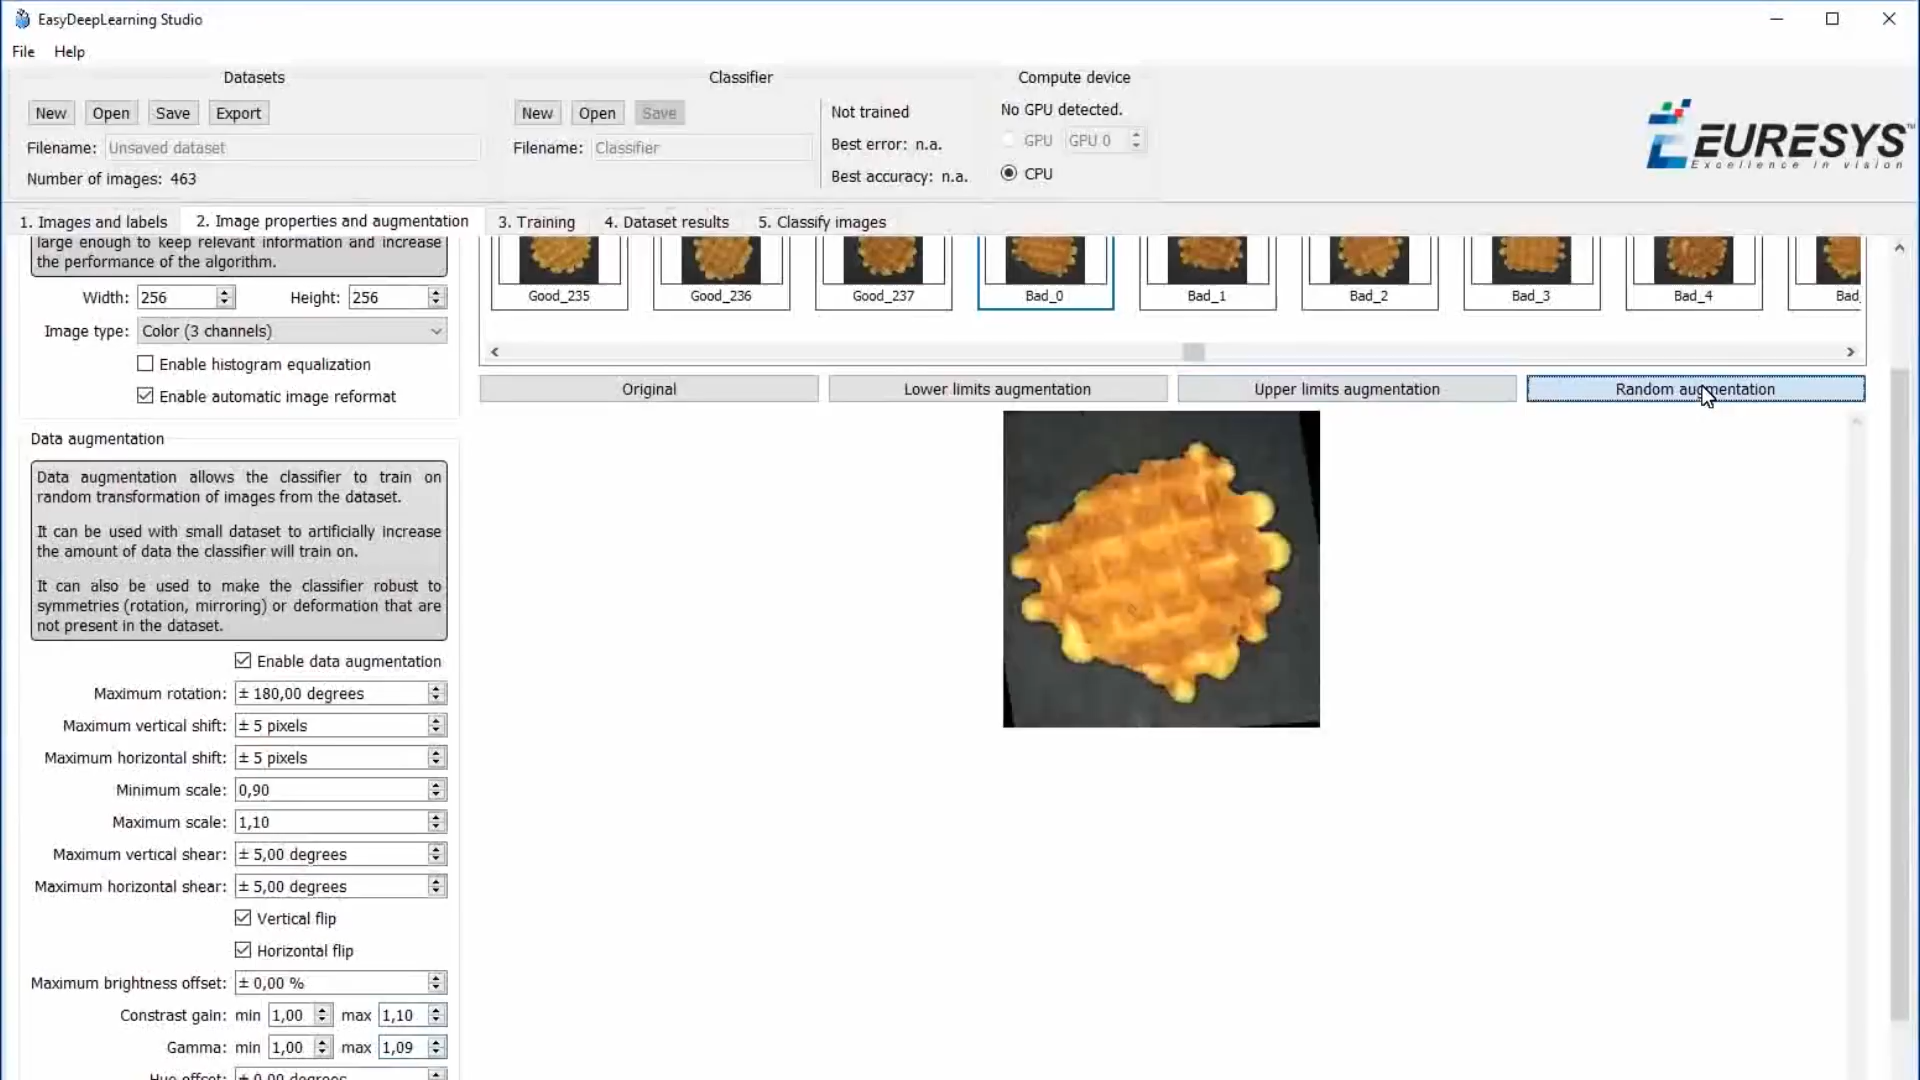 EasyDeepLearning Studio
File Help
Datasets
Classifier
Compute device
New Open Save Export
New Open Save
Not trained
No GPU detected.
EURESYS™
Excellence in vision
Filename: Unsaved dataset
Filename: Classifier
Best error: n.a.
GPU GPU 0
Number of images: 463
Best accuracy: n.a.
CPU
1. Images and labels 2. Image properties and augmentation 3. Training 4. Dataset results 5. Classify images
large enough to keep relevant information and increase
the performance of the algorithm.
Width: 256 Height: 256
Image type: Color (3 channels)
Enable histogram equalization
Enable automatic image reformat
Good_235 Good_236 Good_237 Bad_0 Bad_1 Bad_2 Bad_3 Bad_4 Bad_
Original Lower limits augmentation Upper limits augmentation Random augmentation
Data augmentation
Data augmentation allows the classifier to train on
random transformation of images from the dataset.
It can be used with small dataset to artificially increase
the amount of data the classifier will train on.
It can also be used to make the classifier robust to
symmetries (rotation, mirroring) or deformation that are
not present in the dataset.
Enable data augmentation
Maximum rotation: ± 180,00 degrees
Maximum vertical shift: ± 5 pixels
Maximum horizontal shift: ± 5 pixels
Minimum scale: 0,90
Maximum scale: 1,10
Maximum vertical shear: ± 5,00 degrees
Maximum horizontal shear: ± 5,00 degrees
Vertical flip
Horizontal flip
Maximum brightness offset: ± 0,00 %
Constrast gain: min 1,00 max 1,10
Gamma: min 1,00 max 1,09
Hue offset: ± 0,00 degrees